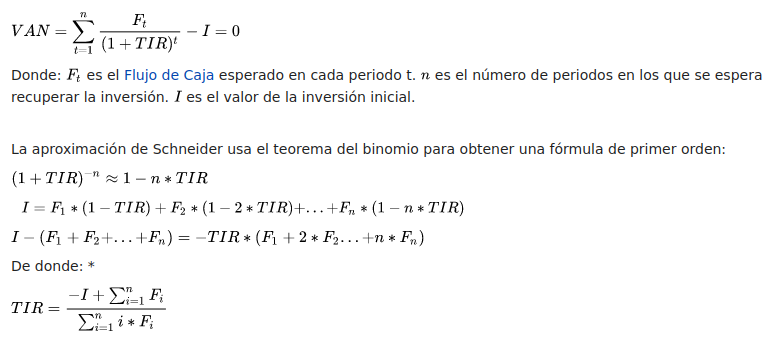 $VAN = \sum_{t=1}^{n} \frac{F_t}{(1+TIR)^t} - I = 0$
Donde: $F_t$ es el Flujo de Caja esperado en cada periodo t. $n$ es el número de periodos en los que se espera
recuperar la inversión. $I$ es el valor de la inversión inicial.
La aproximación de Schneider usa el teorema del binomio para obtener una fórmula de primer orden:
$(1+TIR)^{-n} \approx 1 - n * TIR$
$I = F_1 * (1 - TIR) + F_2 * (1 - 2 * TIR) + \ldots + F_n * (1 - n * TIR)$
$I - (F_1 + F_2 + \ldots + F_n) = -TIR * (F_1 + 2 * F_2 \ldots + n * F_n)$
De donde: *
$TIR = \frac{-I + \sum_{i=1}^{n} F_i}{\sum_{i=1}^{n} i * F_i}$